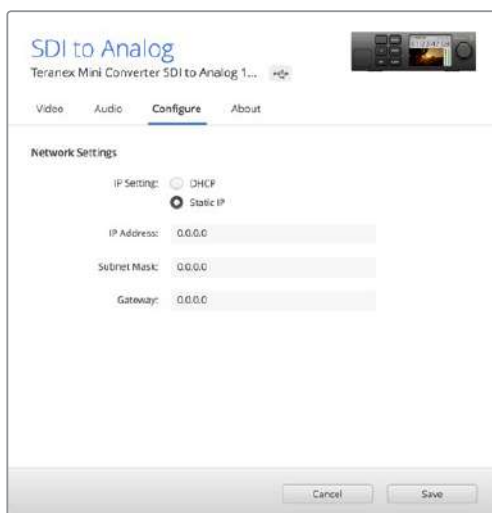 SDI to Analog
Teranex Mini Converter SDI to Analog 1...
Video Audio Configure About
Network Settings
IP Setting: DHCP
Static IP
IP Address: 0.0.0.0
Subnet Mask: 0.0.0.0
Gateway: 0.0.0.0
Cancel Save